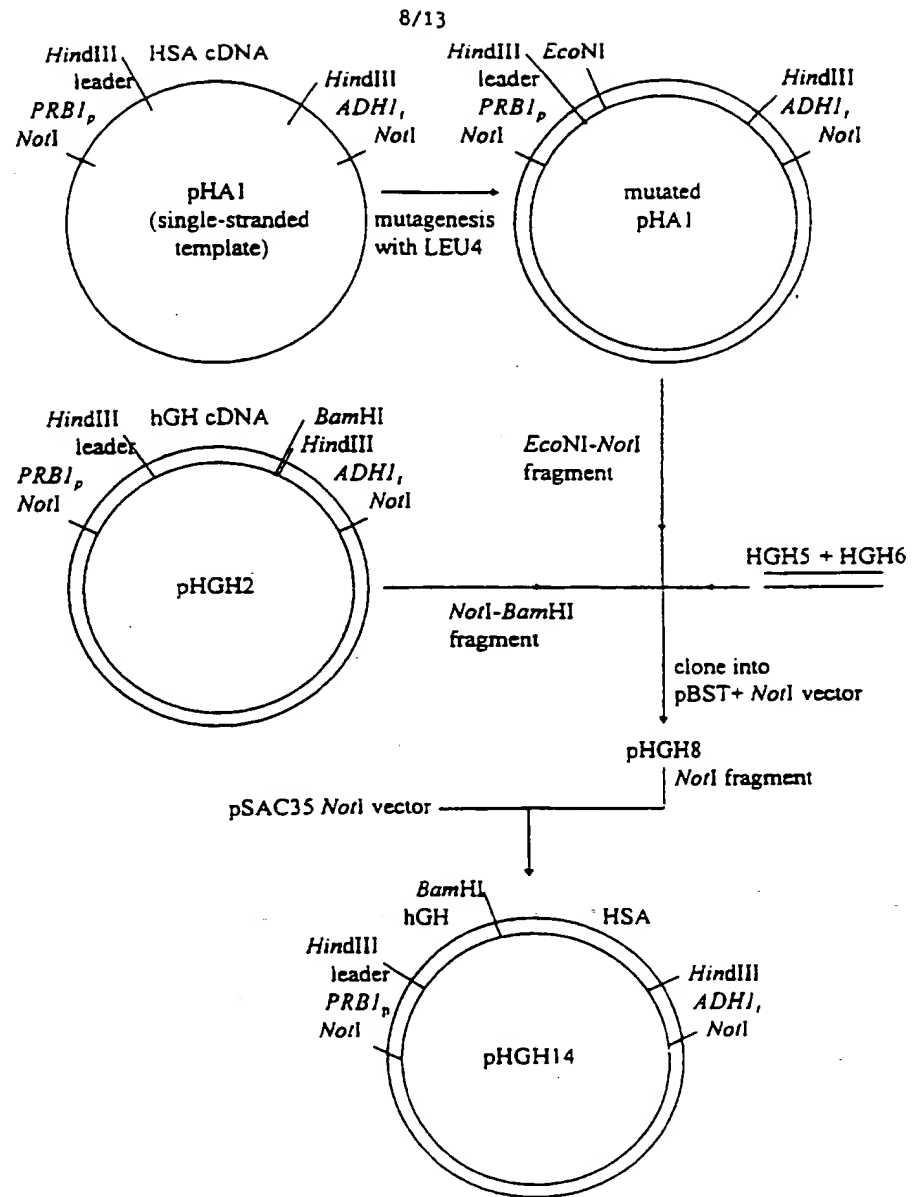 8/13
HindIII HSA cDNA
leader
PRB1p
NotI
HindIII
ADH1t
NotI
pHA1
(single-stranded
template)
mutagenesis
with LEU4
HindIII EcoNI
leader
PRB1p
NotI
HindIII
ADH1t
NotI
mutated
pHA1
HindIII hGH cDNA
leader
PRB1p
NotI
BamHI
HindIII
ADH1t
NotI
pHGH2
EcoNI-NotI
fragment
HGH5 + HGH6
NotI-BamHI
fragment
clone into
pBST+ NotI vector
pHGH8
NotI fragment
pSAC35 NotI vector
BamHI
hGH HSA
HindIII
leader
PRB1p
NotI
HindIII
ADH1t
NotI
pHGH14